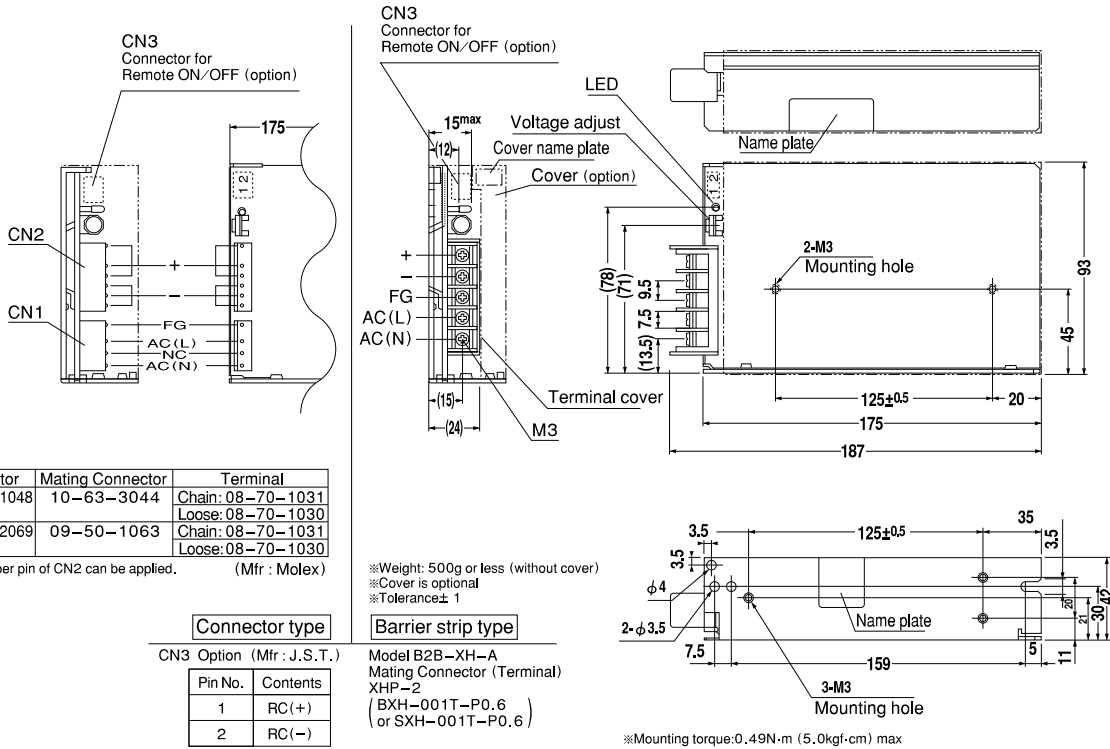 CN3
Connector for
Remote ON/OFF (option)
175
CN2
CN1
1 2
+
−
FG
AC(L)
NC
AC(N)
tor
Mating Connector
Terminal
1048
10−63−3044
Chain: 08−70−1031
Loose: 08−70−1030
2069
09−50−1063
Chain: 08−70−1031
Loose: 08−70−1030
per pin of CN2 can be applied.
(Mfr : Molex)
Connector type
CN3 Option (Mfr : J.S.T.)
Pin No.
Contents
1
RC(+)
2
RC(−)
CN3
Connector for
Remote ON/OFF (option)
15max
(12)
LED
Voltage adjust
Cover name plate
Cover (option)
+
−
FG
AC(L)
AC(N)
(15)
(24)
Terminal cover
M3
※Weight: 500g or less (without cover)
※Cover is optional
※Tolerance± 1
Barrier strip type
Model B2B−XH−A
Mating Connector (Terminal)
XHP−2
(BXH−001T−P0.6
or SXH−001T−P0.6)
Name plate
1 2
2-M3
Mounting hole
(78)
(71)
9.5
7.5
(13.5)
93
45
125±0.5
20
175
187
3.5
125±0.5
35
3.5
3.5
φ4
2-φ3.5
Name plate
20
21
30
42
7.5
159
5
11
3-M3
Mounting hole
※Mounting torque:0.49N·m (5.0kgf·cm) max